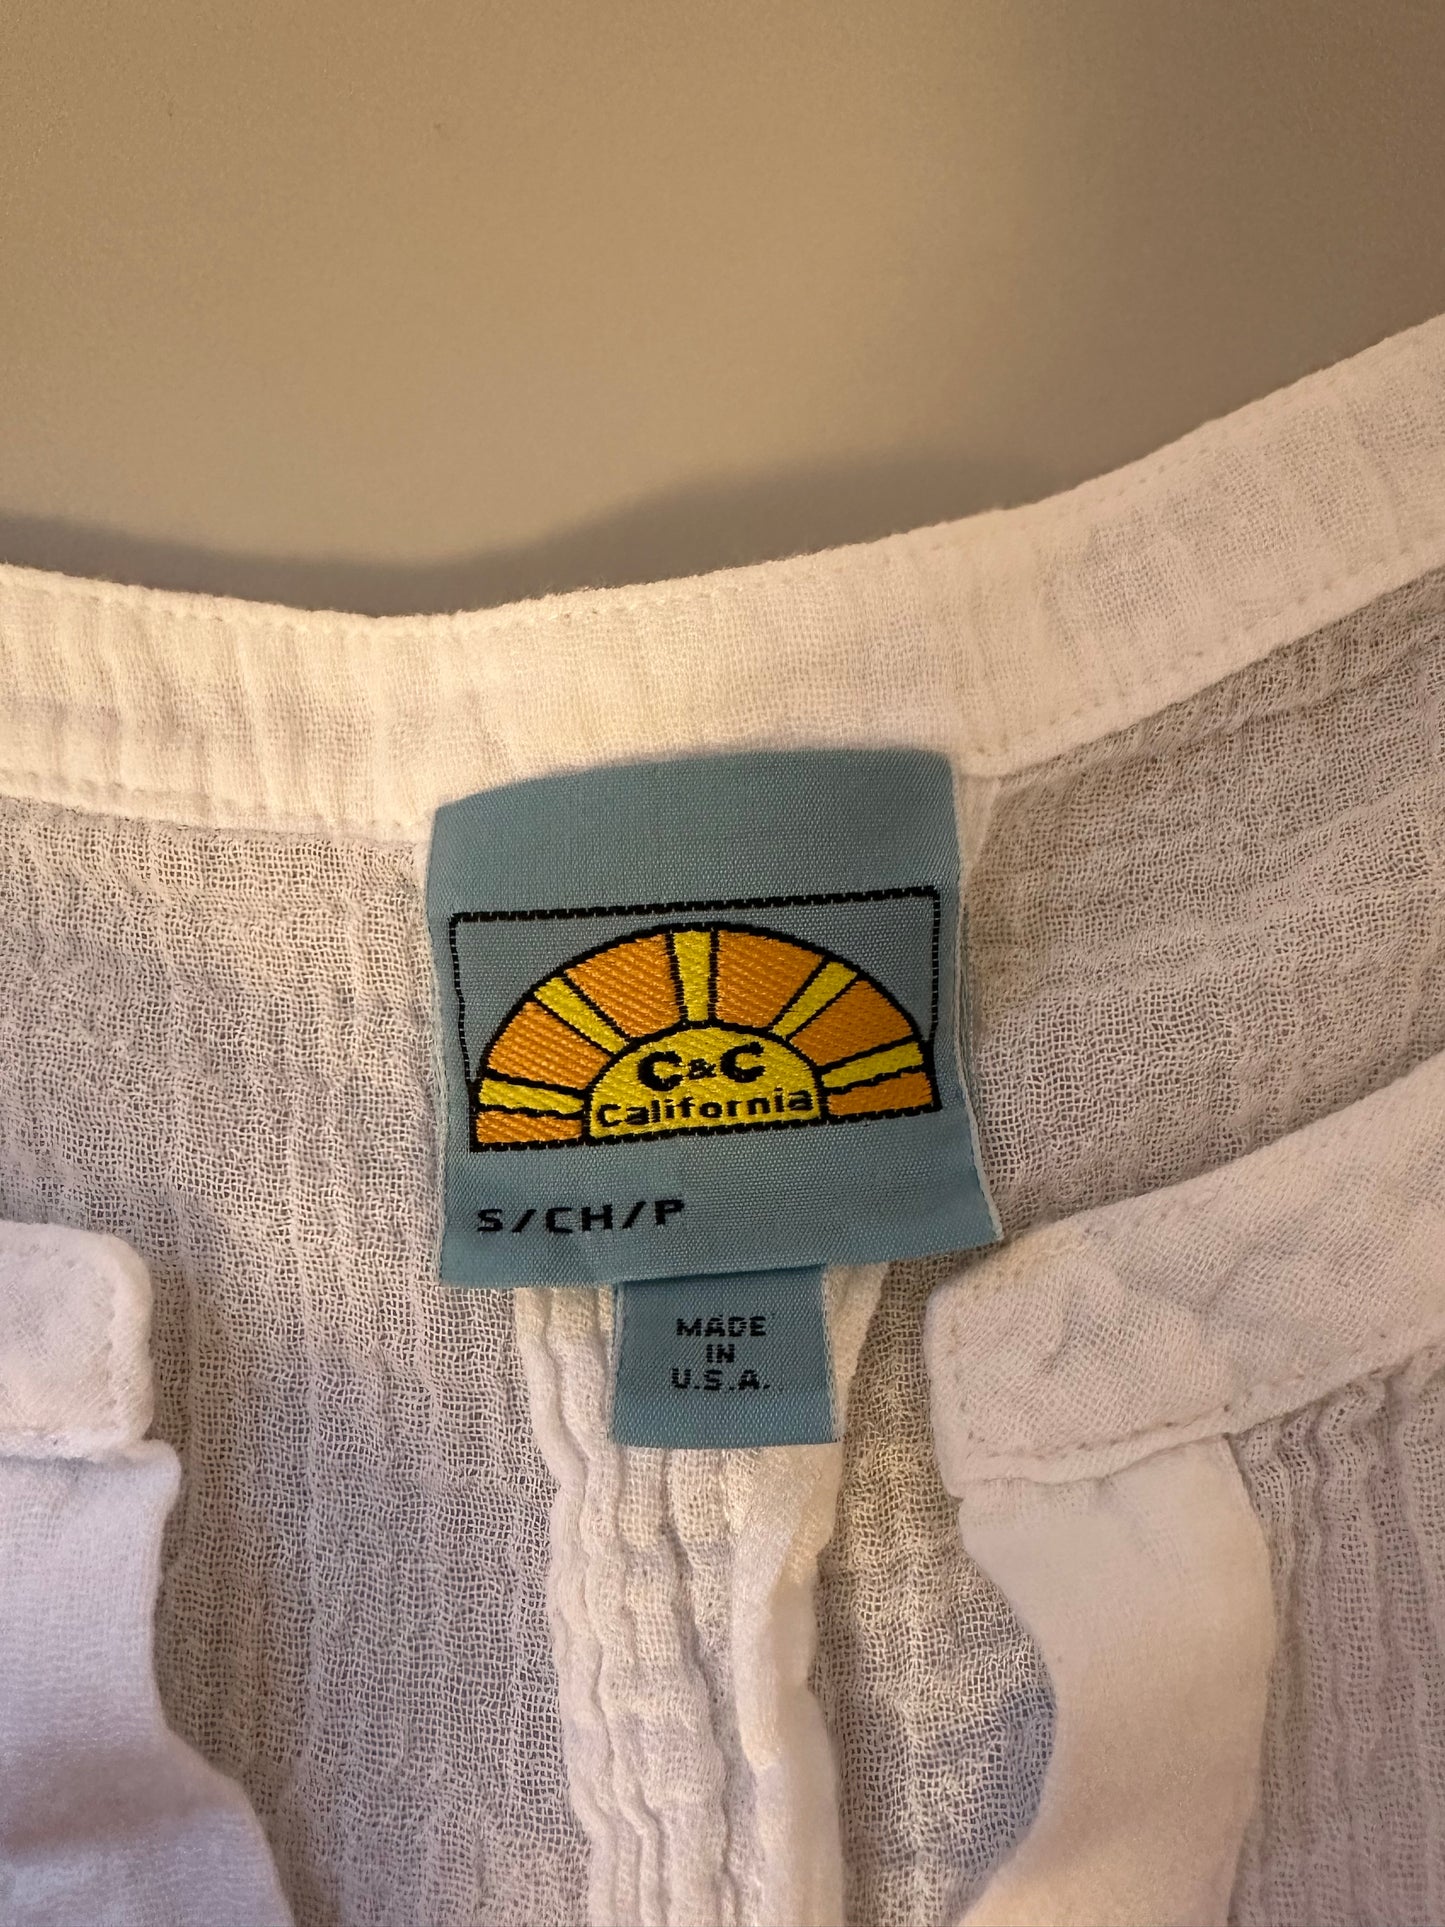 C&C
California
S/CH/P
MADE
IN
U.S.A.